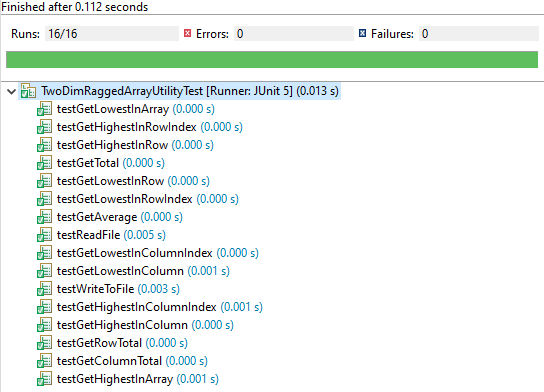 Finished after 0.112 seconds
Runs: 16/16 Errors: 0 Failures: 0
TwoDimRaggedArrayUtilityTest [Runner: JUnit 5] (0.013 s)
testGetLowestInArray (0.000 s)
testGetHighestInRowIndex (0.000 s)
testGetHighestInRow (0.000 s)
testGetTotal (0.000 s)
testGetLowestInRow (0.000 s)
testGetLowestInRowIndex (0.000 s)
testGetAverage (0.000 s)
testReadFile (0.005 s)
testGetLowestInColumnIndex (0.000 s)
testGetLowestInColumn (0.001 s)
testWriteToFile (0.003 s)
testGetHighestInColumnIndex (0.001 s)
testGetHighestInColumn (0.000 s)
testGetRowTotal (0.000 s)
testGetColumnTotal (0.000 s)
testGetHighestInArray (0.001 s)